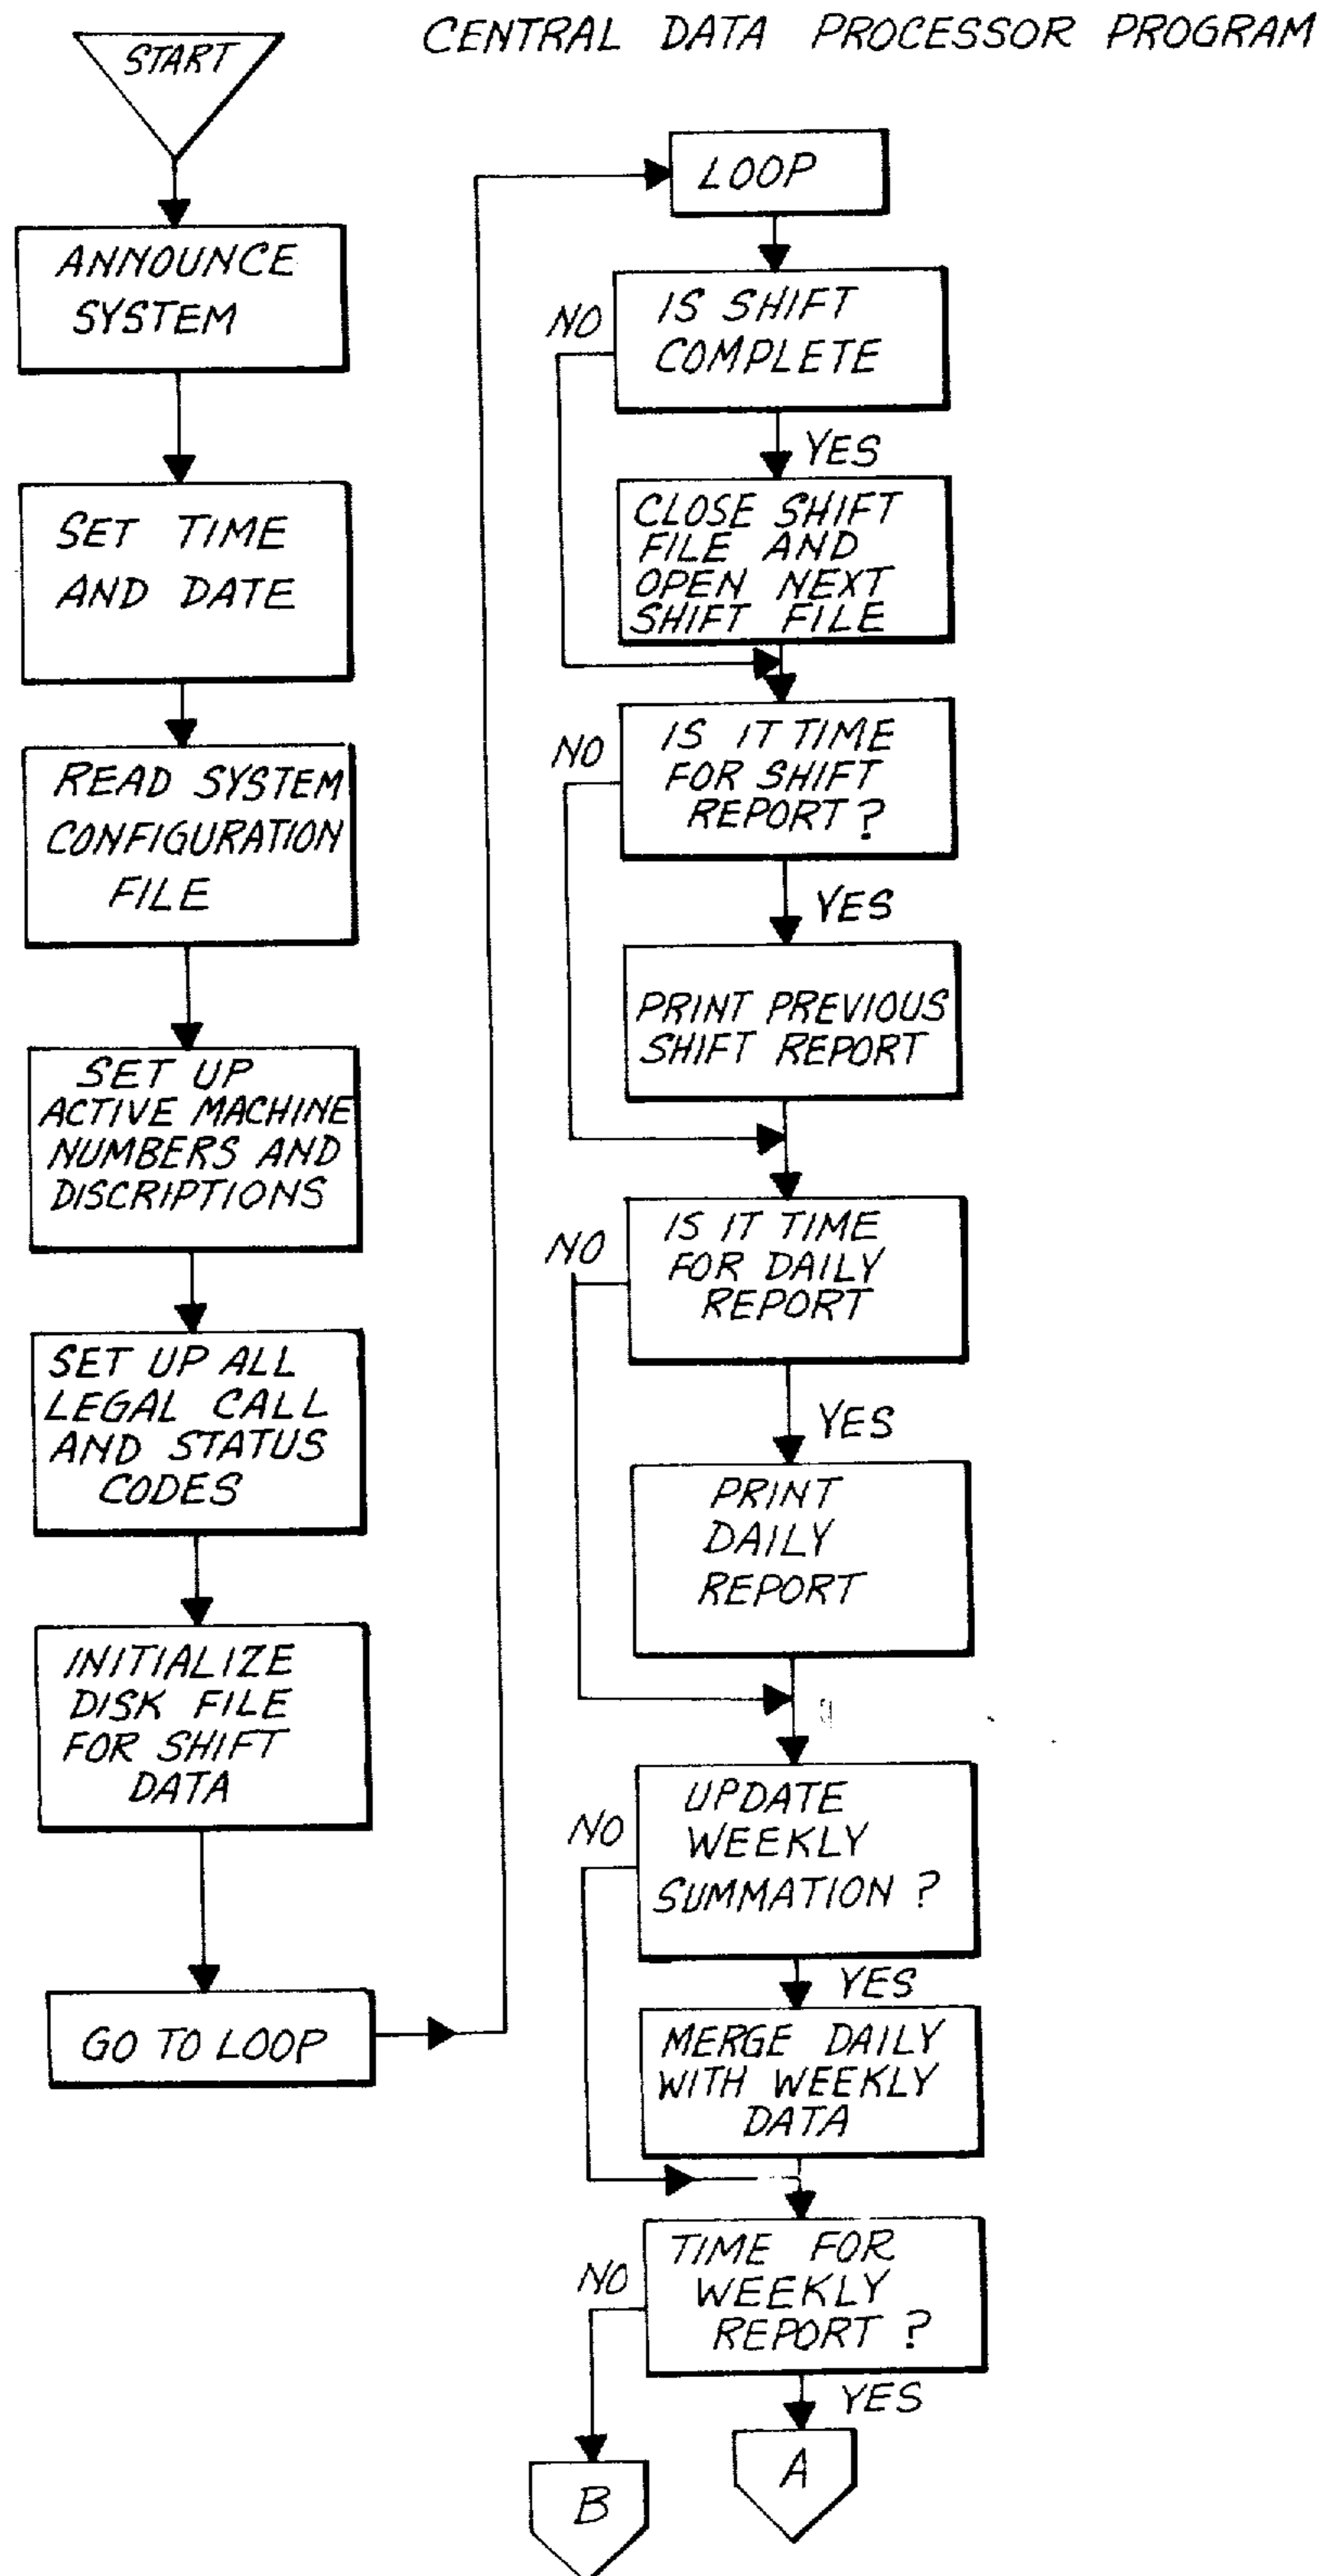 CENTRAL DATA PROCESSOR PROGRAM
START
ANNOUNCE
SYSTEM
SET TIME
AND DATE
READ SYSTEM
CONFIGURATION
FILE
SET UP
ACTIVE MACHINE
NUMBERS AND
DISCRIPTIONS
SET UP ALL
LEGAL CALL
AND STATUS
CODES
INITIALIZE
DISK FILE
FOR SHIFT
DATA
GO TO LOOP
LOOP
IS SHIFT
COMPLETE
NO
YES
CLOSE SHIFT
FILE AND
OPEN NEXT
SHIFT FILE
IS IT TIME
FOR SHIFT
REPORT?
NO
YES
PRINT PREVIOUS
SHIFT REPORT
IS IT TIME
FOR DAILY
REPORT
NO
YES
PRINT
DAILY
REPORT
UPDATE
WEEKLY
SUMMATION ?
NO
YES
MERGE DAILY
WITH WEEKLY
DATA
TIME FOR
WEEKLY
REPORT ?
NO
YES
A
B